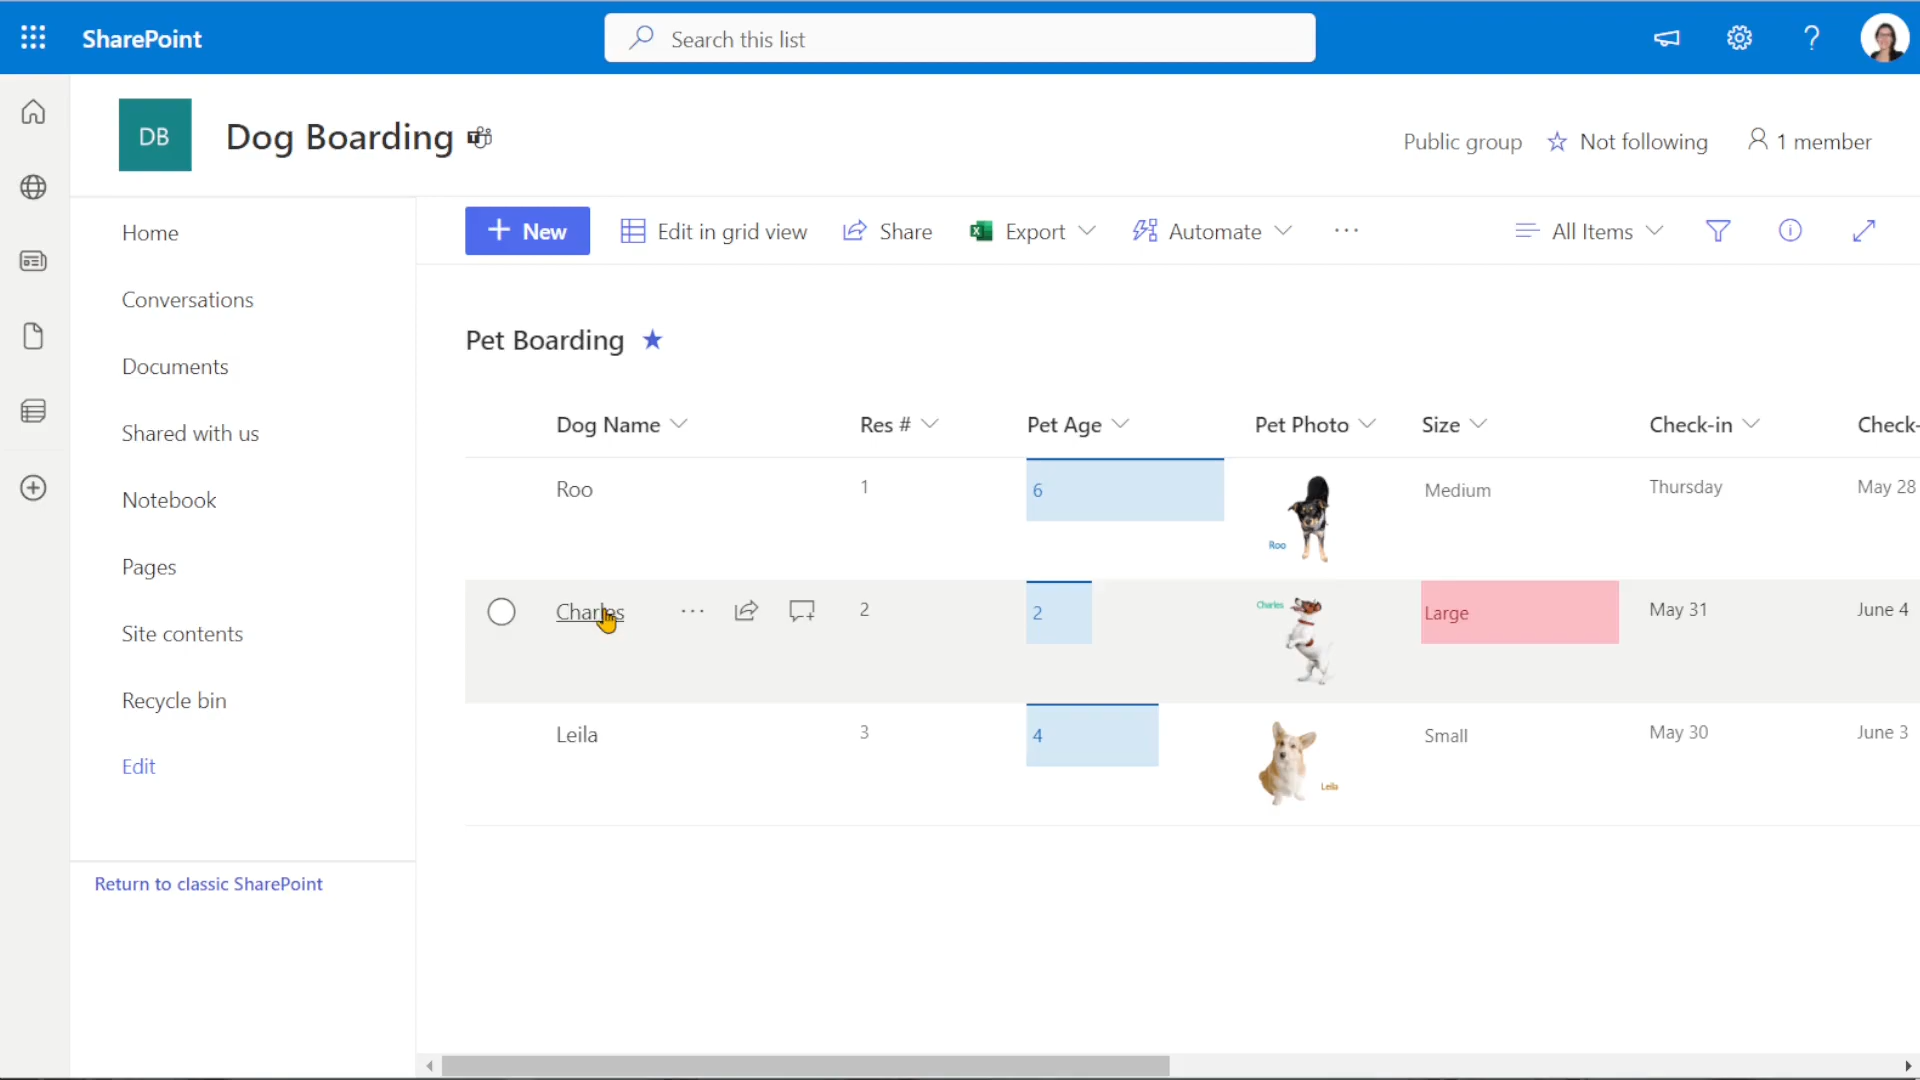 SharePoint
Search this list
?
DB
Dog Boarding
Public group
Not following
1 member
Home
Conversations
Documents
Shared with us
Notebook
Pages
Site contents
Recycle bin
Edit
Return to classic SharePoint
+ New
Edit in grid view
Share
Export
Automate
...
All Items
Pet Boarding
Dog Name
Res #
Pet Age
Pet Photo
Size
Check-in
Check-
Roo
1
6
Roo
Medium
Thursday
May 28
Charles
...
2
2
Charles
Large
May 31
June 4
Leila
3
4
Leila
Small
May 30
June 3